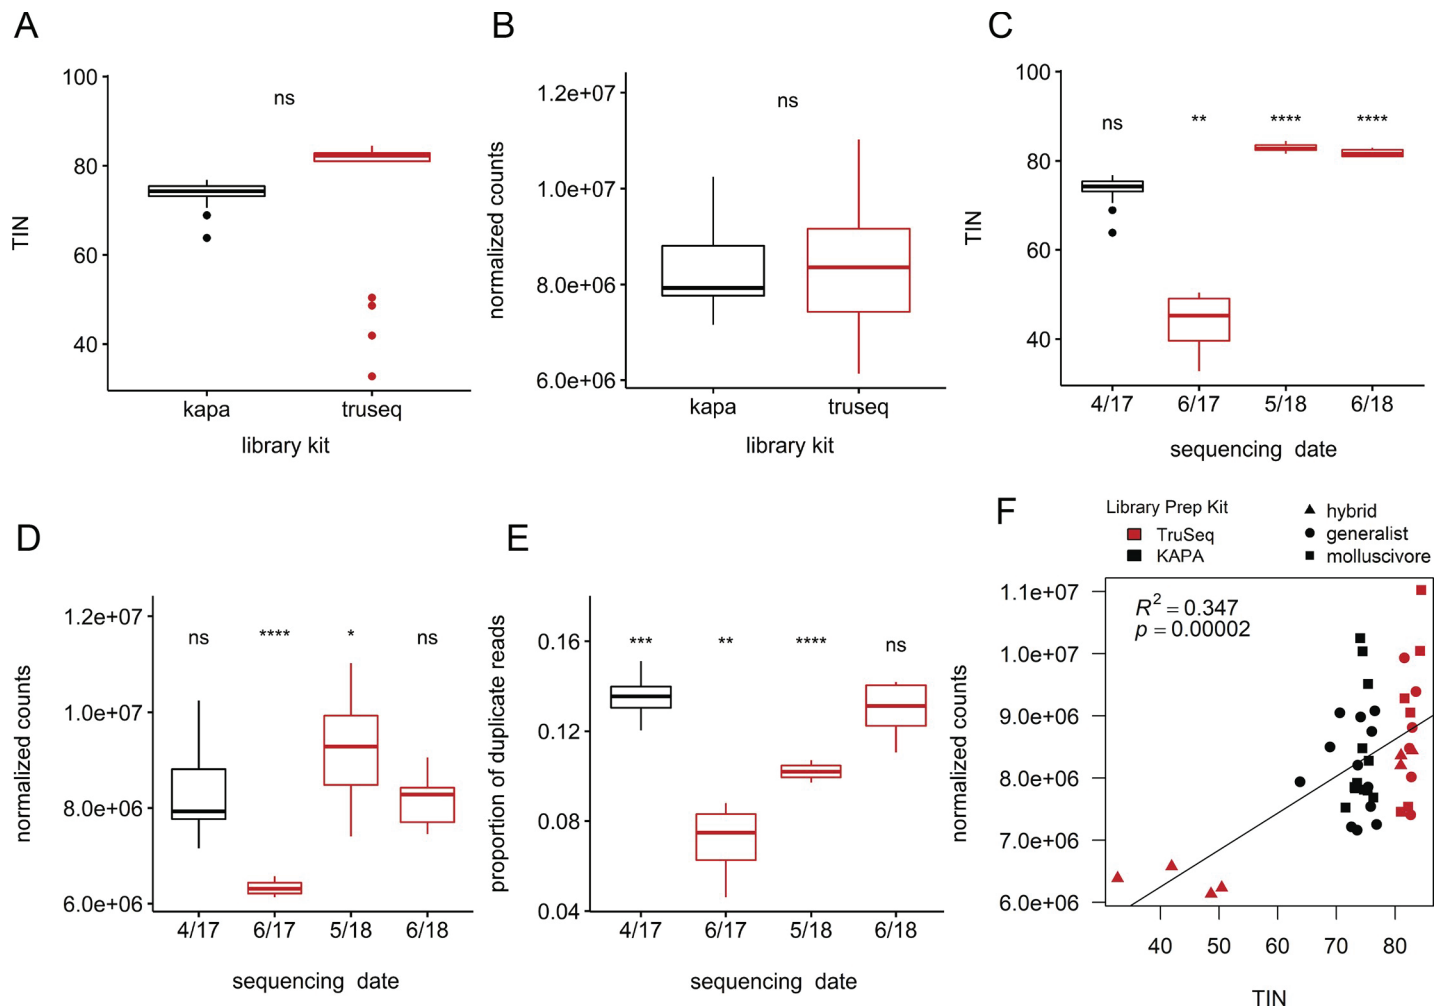 A
100
80
60
40
TIN
ns
kapa
truseq
library kit
B
1.2e+07
1.0e+07
8.0e+06
6.0e+06
normalized counts
ns
kapa
truseq
library kit
C
100
80
60
40
TIN
ns
**
****
****
4/17
6/17
5/18
6/18
sequencing date
D
1.2e+07
1.0e+07
8.0e+06
6.0e+06
normalized counts
ns
****
*
ns
4/17
6/17
5/18
6/18
sequencing date
E
0.16
0.12
0.08
0.04
proportion of duplicate reads
***
**
****
ns
4/17
6/17
5/18
6/18
sequencing date
F
Library Prep Kit
TruSeq
KAPA
hybrid
generalist
molluscivore
R² = 0.347
p = 0.00002
1.1e+07
1.0e+07
9.0e+06
8.0e+06
7.0e+06
6.0e+06
normalized counts
40
50
60
70
80
TIN